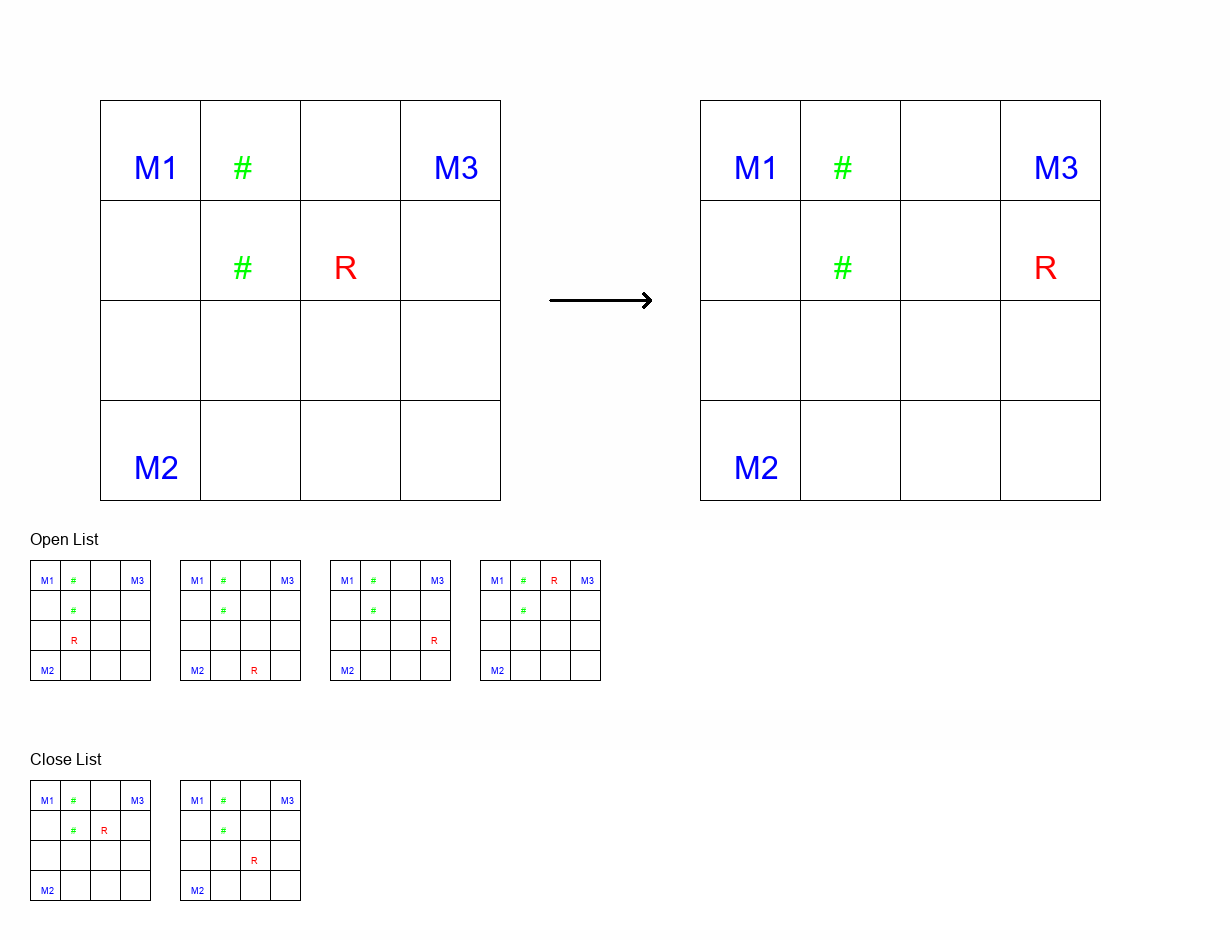 M1 # M3 M1 # M3
# R # R
M2 M2
Open List
M1 # M3 M1 # M3 M1 # M3 M1 # R M3
# # # #
R R
M2 M2 R M2 M2
Close List
M1 # M3 M1 # M3
# R #
R
M2 M2